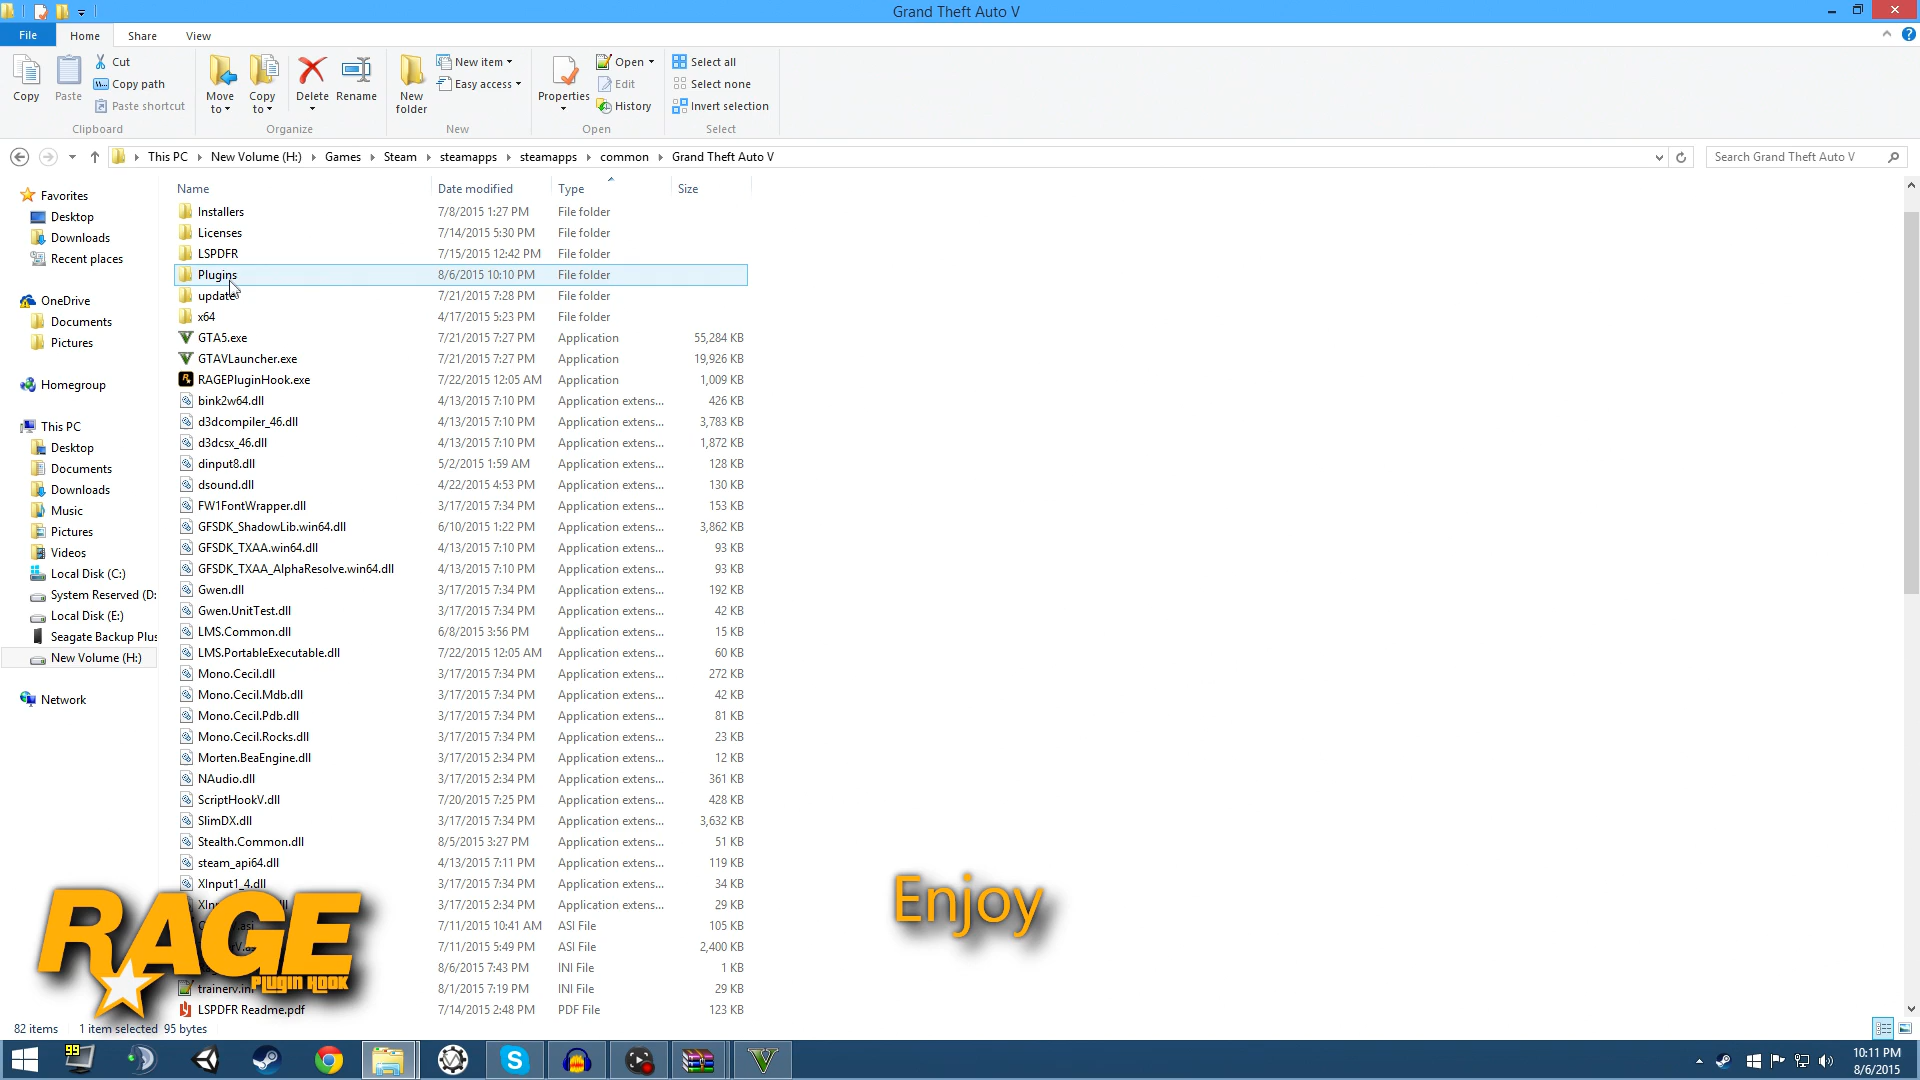 Grand Theft Auto V
File Home Share View
Copy
Paste
Cut
Copy path
Paste shortcut
Clipboard
Move to
Copy to
Delete
Rename
Organize
New folder
New item
Easy access
New
Properties
Open
Edit
History
Open
Select all
Select none
Invert selection
Select
This PC New Volume (H:) Games Steam steamapps steamapps common Grand Theft Auto V
Search Grand Theft Auto V
Favorites
Desktop
Downloads
Recent places
OneDrive
Documents
Pictures
Homegroup
This PC
Desktop
Documents
Downloads
Music
Pictures
Videos
Local Disk (C:)
System Reserved (D:
Local Disk (E:)
Seagate Backup Plus
New Volume (H:)
Network
Name Date modified Type Size
Installers 7/8/2015 1:27 PM File folder
Licenses 7/14/2015 5:30 PM File folder
LSPDFR 7/15/2015 12:42 PM File folder
Plugins 8/6/2015 10:10 PM File folder
update 7/21/2015 7:28 PM File folder
x64 4/17/2015 5:23 PM File folder
GTA5.exe 7/21/2015 7:27 PM Application 55,284 KB
GTAVLauncher.exe 7/21/2015 7:27 PM Application 19,926 KB
RAGEPluginHook.exe 7/22/2015 12:05 AM Application 1,009 KB
bink2w64.dll 4/13/2015 7:10 PM Application extens... 426 KB
d3dcompiler_46.dll 4/13/2015 7:10 PM Application extens... 3,783 KB
d3dcsx_46.dll 4/13/2015 7:10 PM Application extens... 1,872 KB
dinput8.dll 5/2/2015 1:59 AM Application extens... 128 KB
dsound.dll 4/22/2015 4:53 PM Application extens... 130 KB
FW1FontWrapper.dll 3/17/2015 7:34 PM Application extens... 153 KB
GFSDK_ShadowLib.win64.dll 6/10/2015 1:22 PM Application extens... 3,862 KB
GFSDK_TXAA.win64.dll 4/13/2015 7:10 PM Application extens... 93 KB
GFSDK_TXAA_AlphaResolve.win64.dll 4/13/2015 7:10 PM Application extens... 93 KB
Gwen.dll 3/17/2015 7:34 PM Application extens... 192 KB
Gwen.UnitTest.dll 3/17/2015 7:34 PM Application extens... 42 KB
LMS.Common.dll 6/8/2015 3:56 PM Application extens... 15 KB
LMS.PortableExecutable.dll 7/22/2015 12:05 AM Application extens... 60 KB
Mono.Cecil.dll 3/17/2015 7:34 PM Application extens... 272 KB
Mono.Cecil.Mdb.dll 3/17/2015 7:34 PM Application extens... 42 KB
Mono.Cecil.Pdb.dll 3/17/2015 7:34 PM Application extens... 81 KB
Mono.Cecil.Rocks.dll 3/17/2015 7:34 PM Application extens... 23 KB
Morten.BeaEngine.dll 3/17/2015 2:34 PM Application extens... 12 KB
NAudio.dll 3/17/2015 2:34 PM Application extens... 361 KB
ScriptHookV.dll 7/20/2015 7:25 PM Application extens... 428 KB
SlimDX.dll 3/17/2015 7:34 PM Application extens... 3,632 KB
Stealth.Common.dll 8/5/2015 3:27 PM Application extens... 51 KB
steam_api64.dll 4/13/2015 7:11 PM Application extens... 119 KB
XInput1_4.dll 3/17/2015 7:34 PM Application extens... 34 KB
3/17/2015 2:34 PM Application extens... 29 KB
7/11/2015 10:41 AM ASI File 105 KB
7/11/2015 5:49 PM ASI File 2,400 KB
8/6/2015 7:43 PM INI File 1 KB
trainerv.ini 8/1/2015 7:19 PM INI File 29 KB
LSPDFR Readme.pdf 7/14/2015 2:48 PM PDF File 123 KB
RAGE
PLUGIN HOOK
Enjoy
82 items 1 item selected 95 bytes
99
10:11 PM
8/6/2015